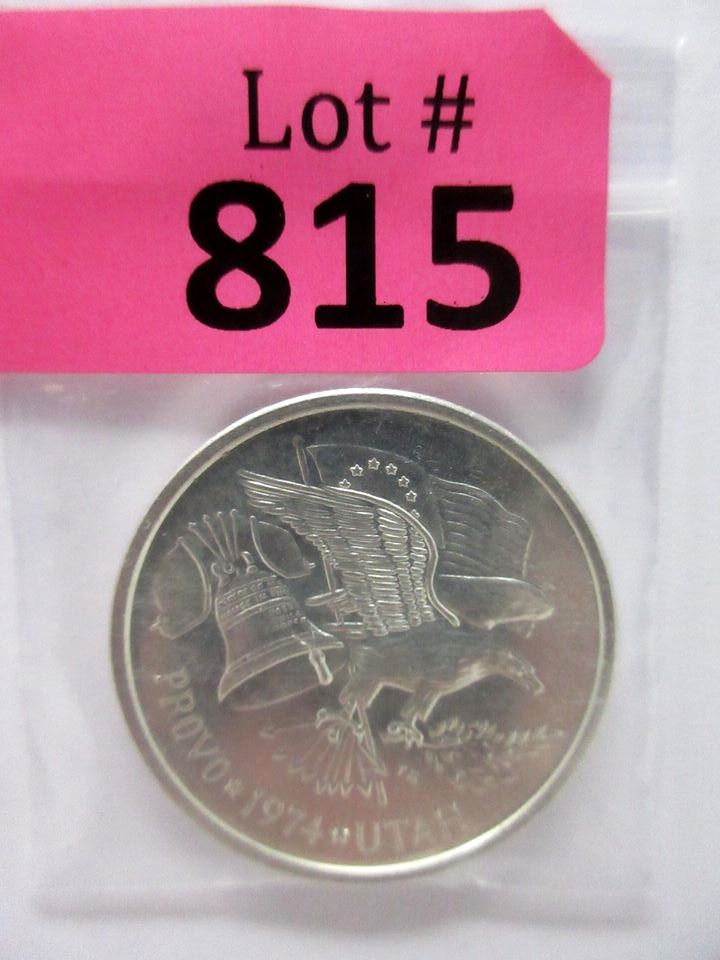 Lot #
815
PROVO ★ 1974 ★ UTAH